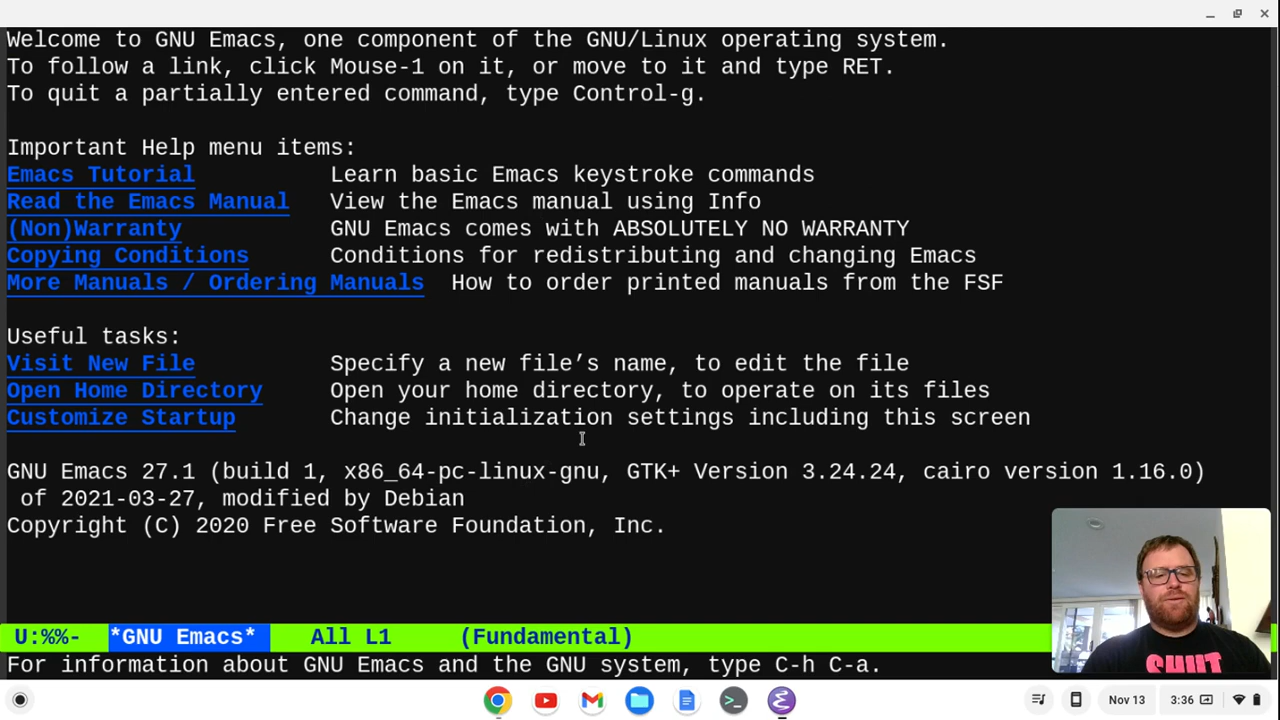 Welcome to GNU Emacs, one component of the GNU/Linux operating system.
To follow a link, click Mouse-1 on it, or move to it and type RET.
To quit a partially entered command, type Control-g.
Important Help menu items:
Emacs Tutorial Learn basic Emacs keystroke commands
Read the Emacs Manual View the Emacs manual using Info
(Non)Warranty GNU Emacs comes with ABSOLUTELY NO WARRANTY
Copying Conditions Conditions for redistributing and changing Emacs
More Manuals / Ordering Manuals How to order printed manuals from the FSF
Useful tasks:
Visit New File Specify a new file’s name, to edit the file
Open Home Directory Open your home directory, to operate on its files
Customize Startup Change initialization settings including this screen
GNU Emacs 27.1 (build 1, x86_64-pc-linux-gnu, GTK+ Version 3.24.24, cairo version 1.16.0)
of 2021-03-27, modified by Debian
Copyright (C) 2020 Free Software Foundation, Inc.
U:%%- *GNU Emacs* All L1 (Fundamental)
For information about GNU Emacs and the GNU system, type C-h C-a.
Nov 13 3:36